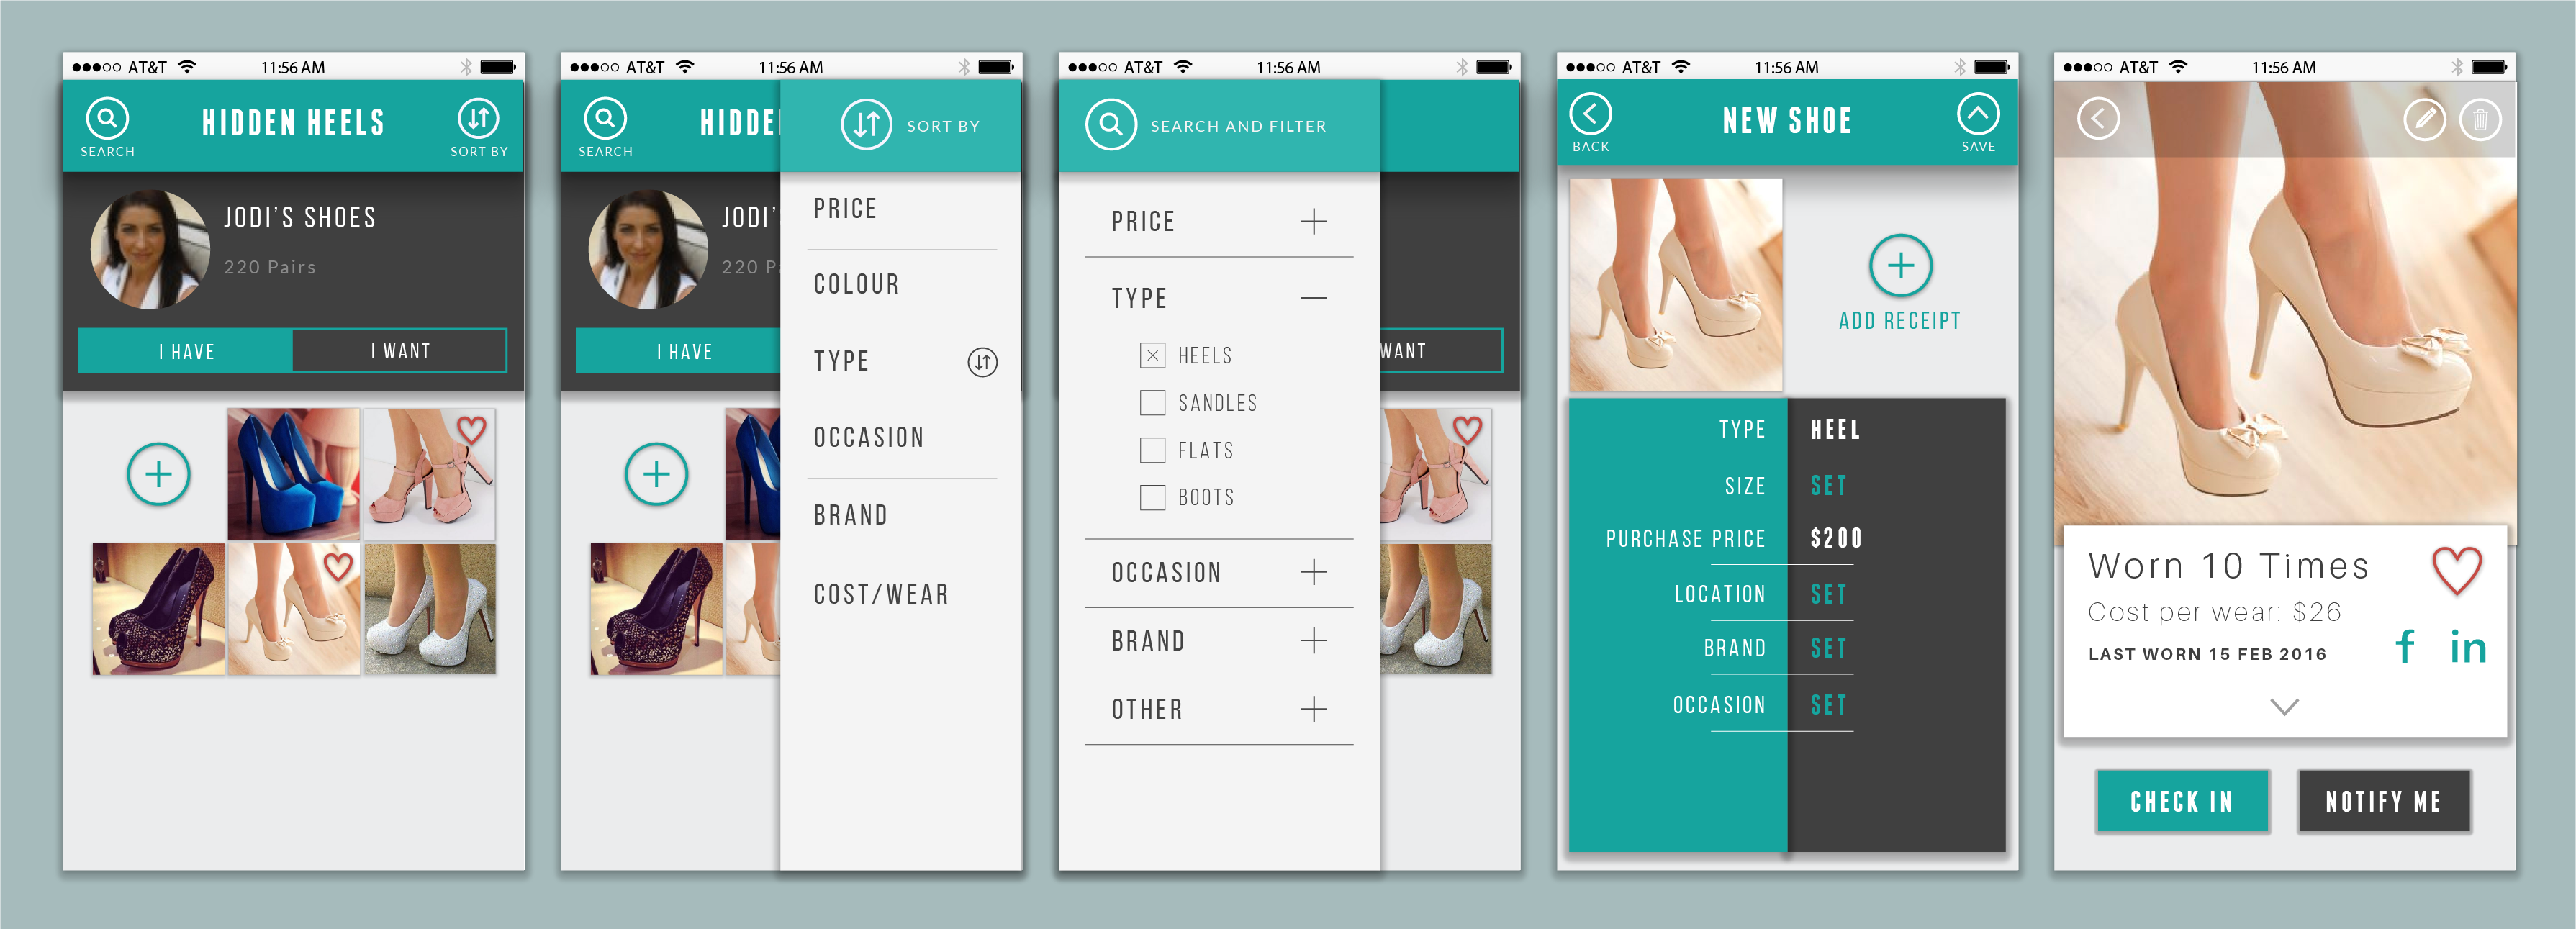 AT&T 11:56 AM
HIDDEN HEELS
SEARCH
SORT BY
JODI'S SHOES
220 Pairs
I HAVE
I WANT
AT&T 11:56 AM
HIDDE
SEARCH
JODI'
220 P
I HAVE
SORT BY
PRICE
COLOUR
TYPE
OCCASION
BRAND
COST/WEAR
AT&T 11:56 AM
SEARCH AND FILTER
PRICE
TYPE
HEELS
SANDLES
FLATS
BOOTS
OCCASION
BRAND
OTHER
WANT
AT&T 11:56 AM
NEW SHOE
BACK
SAVE
ADD RECEIPT
TYPE HEEL
SIZE SET
PURCHASE PRICE $200
LOCATION SET
BRAND SET
OCCASION SET
AT&T 11:56 AM
Worn 10 Times
Cost per wear: $26
LAST WORN 15 FEB 2016
f in
CHECK IN
NOTIFY ME